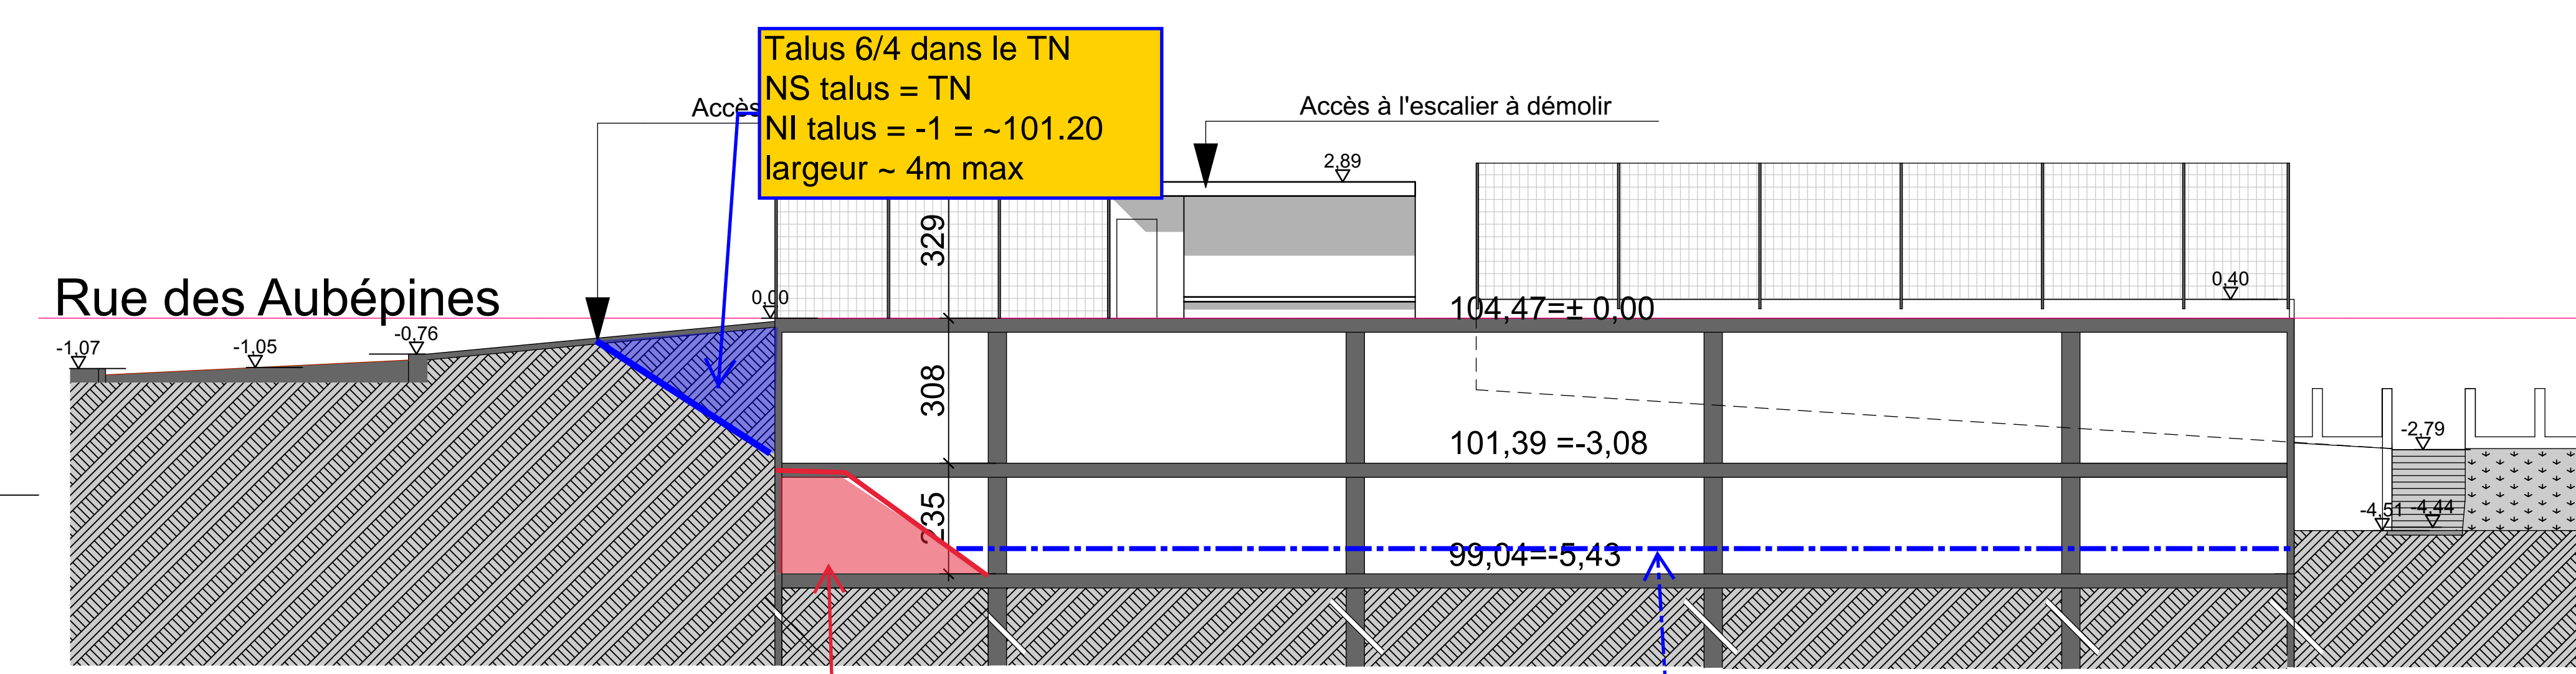 Talus 6/4 dans le TN
NS talus = TN
NI talus = -1 = ~101.20
largeur ~ 4m max
Accès
Accès à l'escalier à démolir
2,89
329
Rue des Aubépines
0,00
0,40
104,47=± 0,00
-0,76
-1,07
-1,05
308
101,39 =-3,08
-2,79
235
-4,51
-4,44
99,04=-5,43